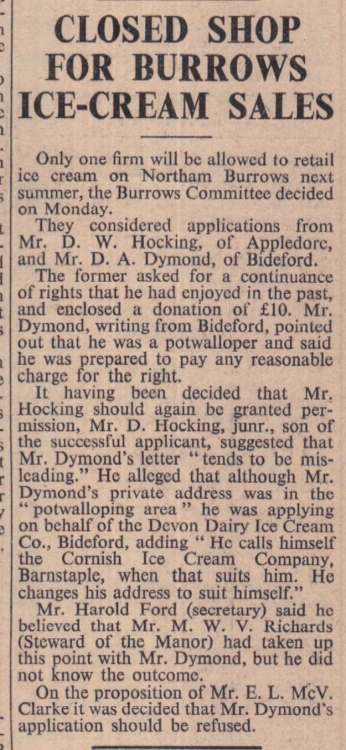 CLOSED SHOP
FOR BURROWS
ICE-CREAM SALES
Only one firm will be allowed to retail
ice cream on Northam Burrows next
summer, the Burrows Committee decided
on Monday.
They considered applications from
Mr. D. W. Hocking, of Appledore,
and Mr. D. A. Dymond, of Bideford.
The former asked for a continuance
of rights that he had enjoyed in the past,
and enclosed a donation of £10. Mr.
Dymond, writing from Bideford, pointed
out that he was a potwalloper and said
he was prepared to pay any reasonable
charge for the right.
It having been decided that Mr.
Hocking should again be granted per-
mission, Mr. D. Hocking, junr., son of
the successful applicant, suggested that
Mr. Dymond's letter “tends to be mis-
leading.” He alleged that although Mr.
Dymond's private address was in the
“potwalloping area” he was applying
on behalf of the Devon Dairy Ice Cream
Co., Bideford, adding “He calls himself
the Cornish Ice Cream Company,
Barnstaple, when that suits him. He
changes his address to suit himself.”
Mr. Harold Ford (secretary) said he
believed that Mr. M. W. V. Richards
(Steward of the Manor) had taken up
this point with Mr. Dymond, but he did
not know the outcome.
On the proposition of Mr. E. L. McV.
Clarke it was decided that Mr. Dymond's
application should be refused.